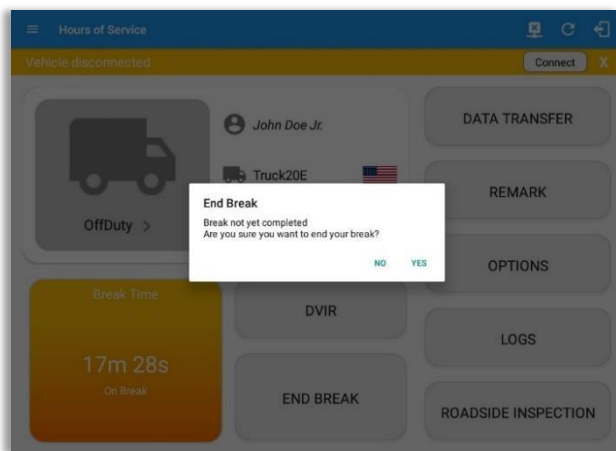 Hours of Service
Vehicle disconnected
Connect
X
John Doe Jr.
DATA TRANSFER
Truck20E
REMARK
OffDuty >
End Break
Break not yet completed
Are you sure you want to end your break?
NO
YES
OPTIONS
Break Time
17m 28s
On Break
DVIR
LOGS
END BREAK
ROADSIDE INSPECTION